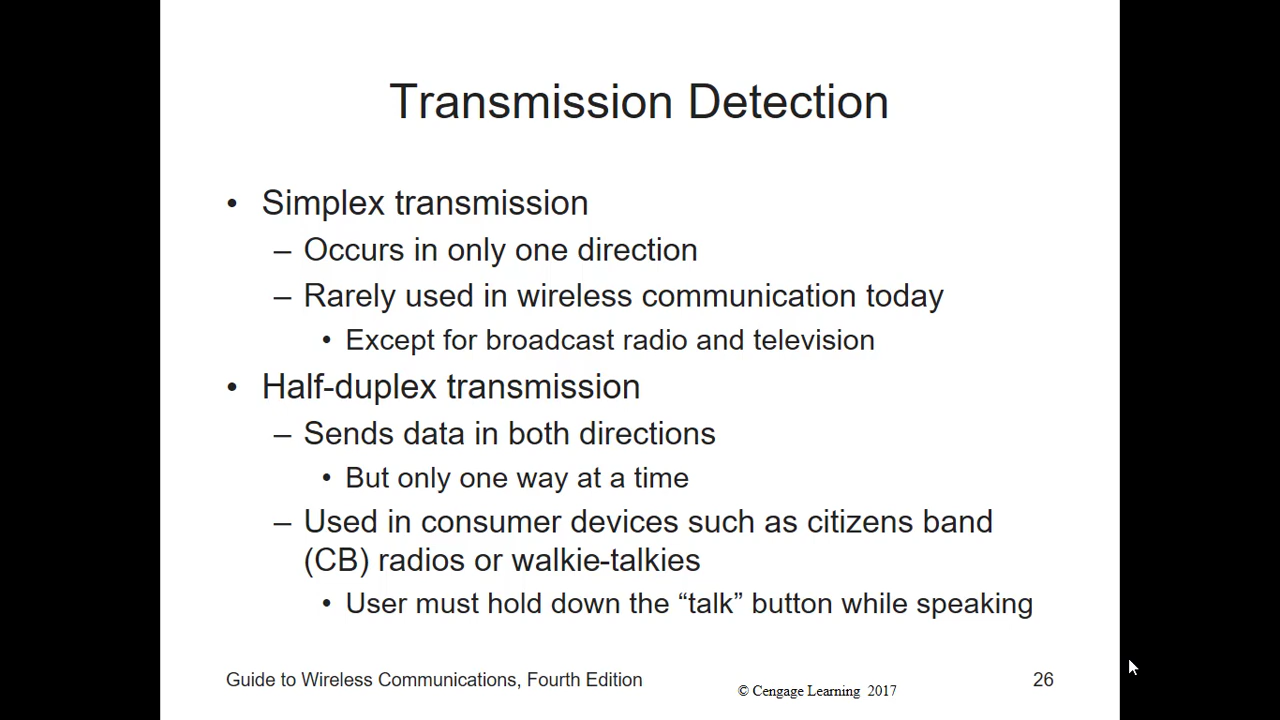 Transmission Detection
• Simplex transmission
– Occurs in only one direction
– Rarely used in wireless communication today
• Except for broadcast radio and television
• Half-duplex transmission
– Sends data in both directions
• But only one way at a time
– Used in consumer devices such as citizens band
(CB) radios or walkie-talkies
• User must hold down the “talk” button while speaking
Guide to Wireless Communications, Fourth Edition
© Cengage Learning 2017
26